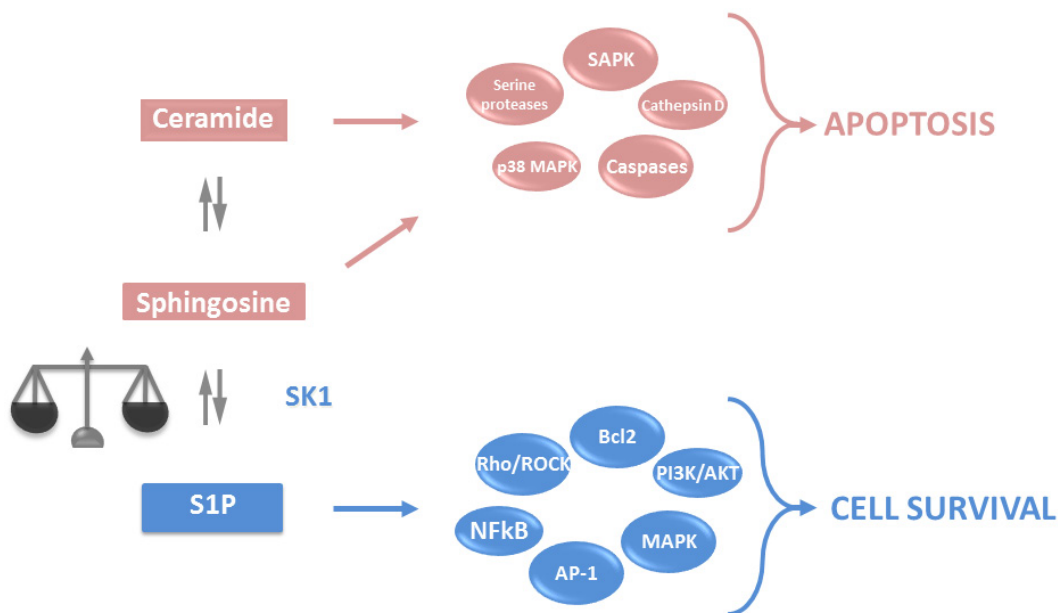 Ceramide
Sphingosine
SK1
S1P
SAPK
Serine
proteases
Cathepsin D
p38 MAPK
Caspases
APOPTOSIS
Bcl2
Rho/ROCK
PI3K/AKT
NFkB
MAPK
AP-1
CELL SURVIVAL